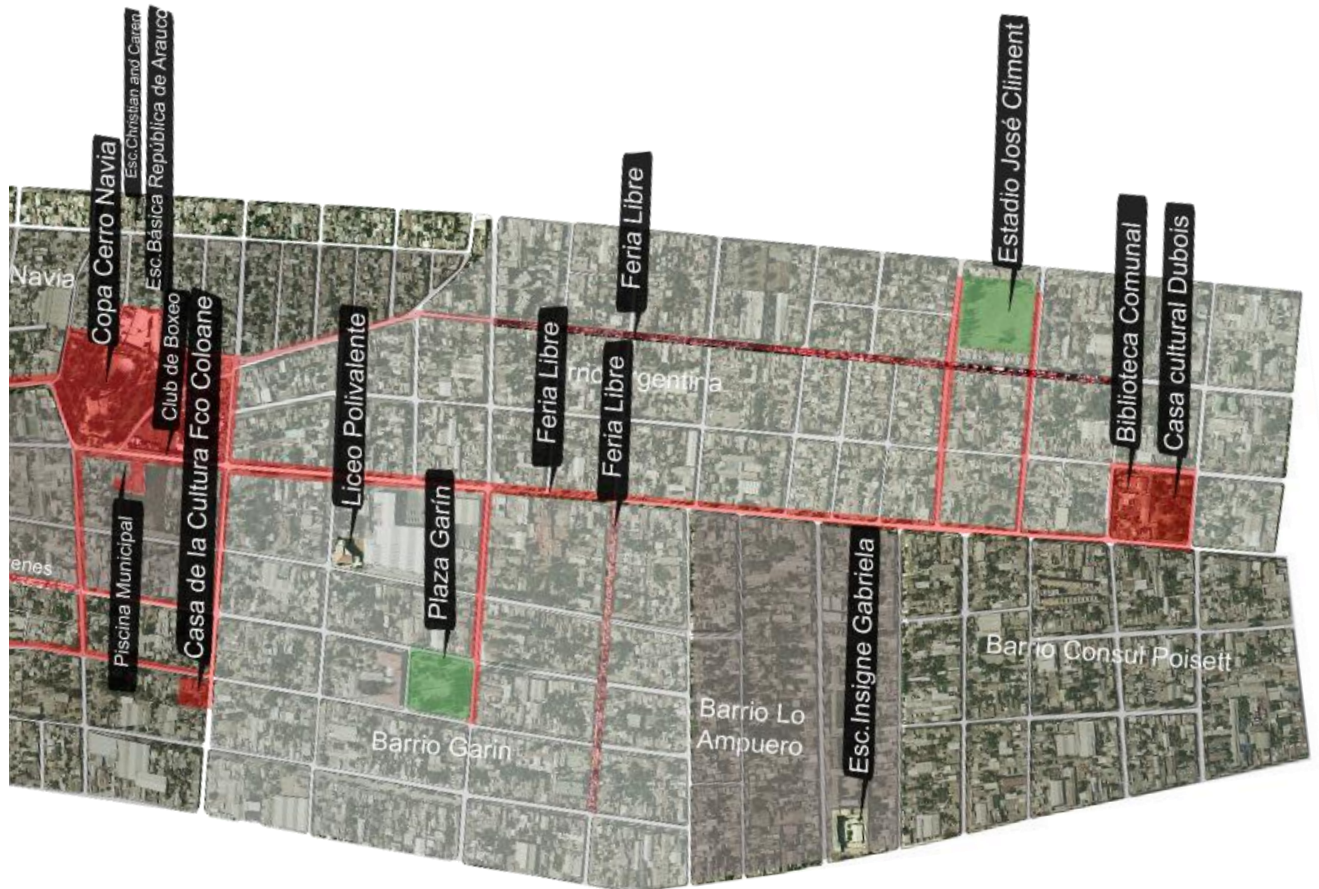 Esc.Christian and Caren
Esc.Básica República de Arauco
Copa Cerro Navia
Navia
Club de Boxeo
Casa de la Cultura Fco Coloane
Piscina Municipal
Liceo Polivalente
Plaza Garín
Feria Libre
Feria Libre
Feria Libre
Argentina
Estadio José Climent
Biblioteca Comunal
Casa cultural Dubois
Esc.Insigne Gabriela
Barrio Consul Poisett
Barrio Lo
Ampuero
Barrio Garin